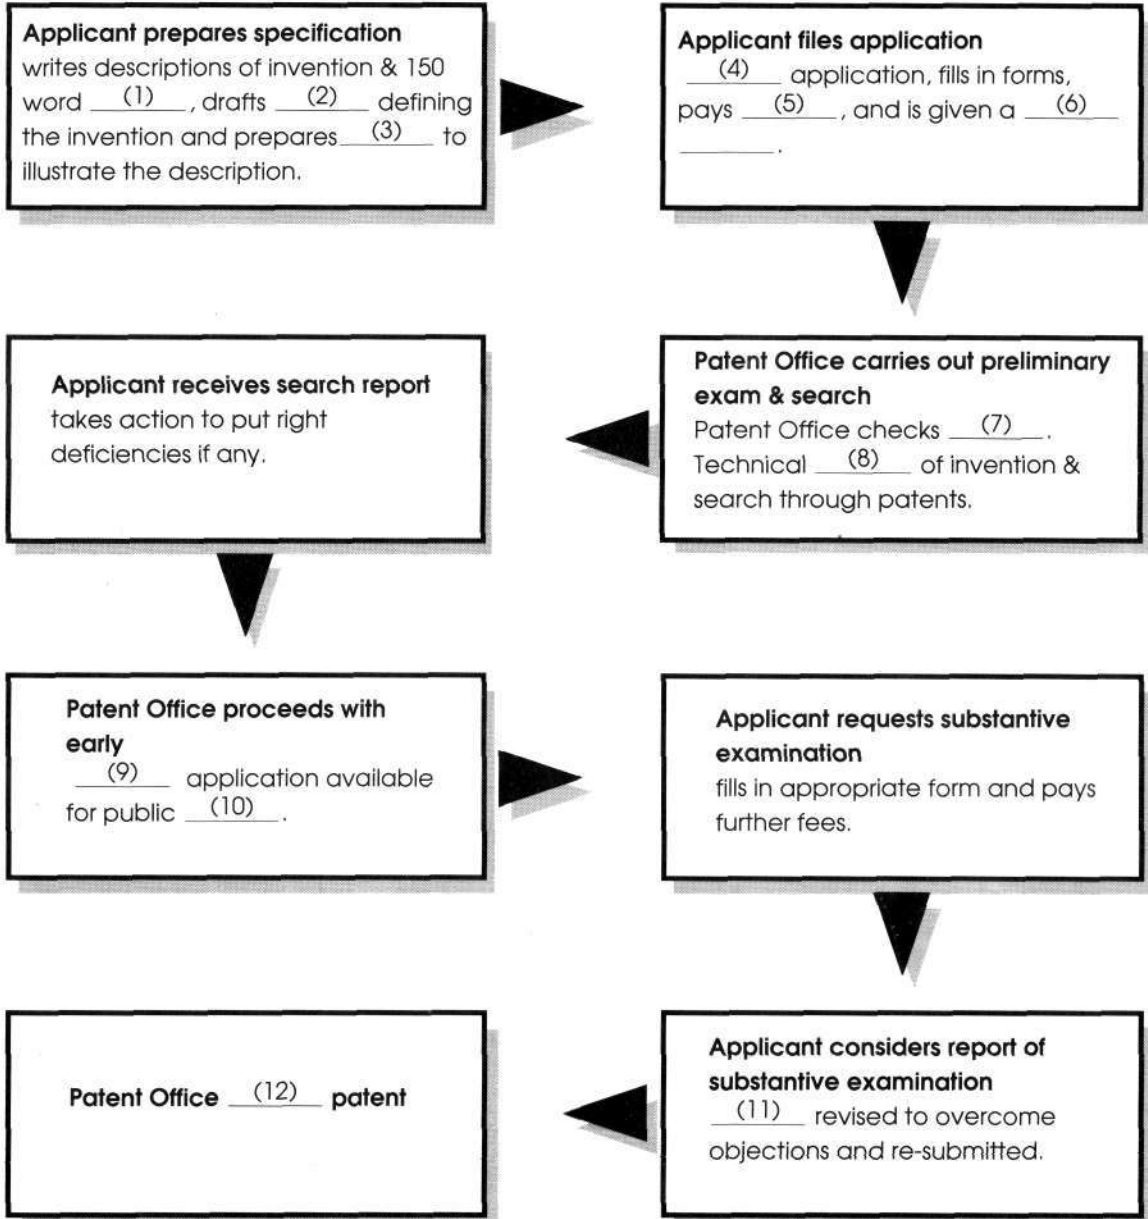 Applicant prepares specification
writes descriptions of invention & 150
word (1) , drafts (2) defining
the invention and prepares (3) to
illustrate the description.
Applicant files application
(4) application, fills in forms,
pays (5) , and is given a (6)
.
Patent Office carries out preliminary
exam & search
Patent Office checks (7) .
Technical (8) of invention &
search through patents.
Applicant receives search report
takes action to put right
deficiencies if any.
Patent Office proceeds with
early
(9) application available
for public (10) .
Applicant requests substantive
examination
fills in appropriate form and pays
further fees.
Applicant considers report of
substantive examination
(11) revised to overcome
objections and re-submitted.
Patent Office (12) patent